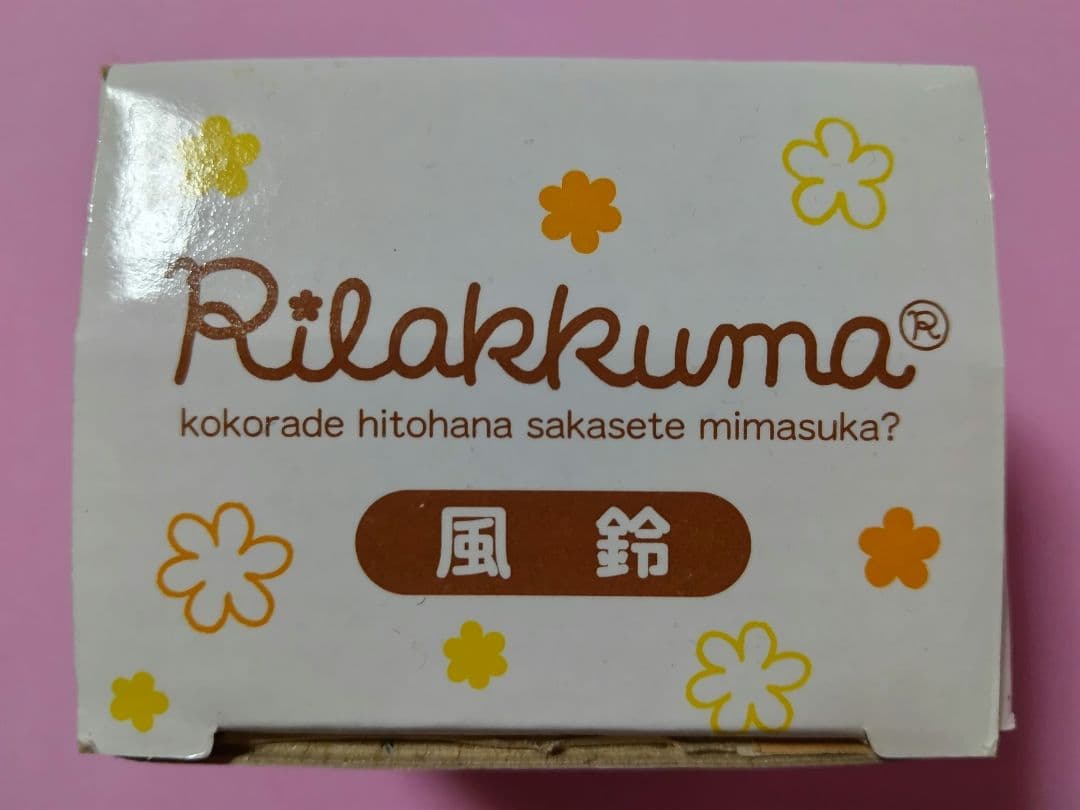 Rilakkuma®
kokorade hitohana sakasete mimasuka?
風 鈴